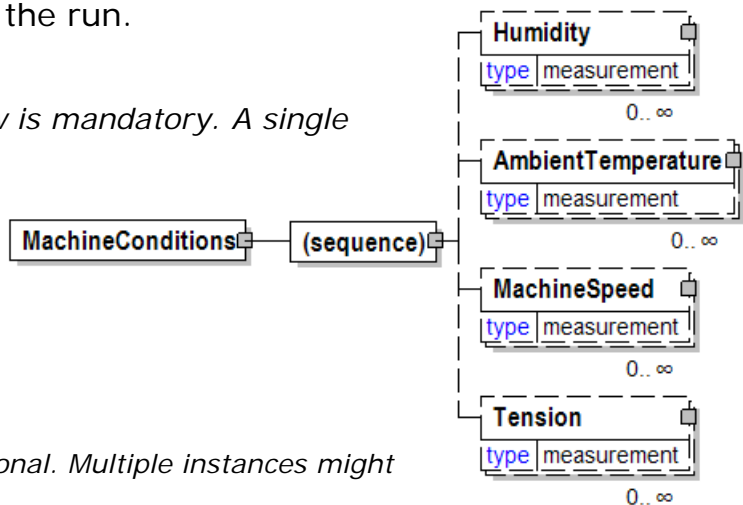 the run.
is mandatory. A single
onal. Multiple instances might
MachineConditions
(sequence)
Humidity
type measurement
0.. ∞
AmbientTemperature
type measurement
0.. ∞
MachineSpeed
type measurement
0.. ∞
Tension
type measurement
0.. ∞